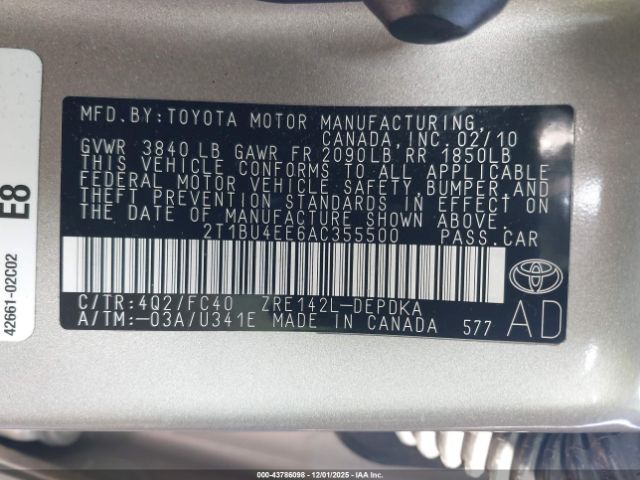 MFD.BY:TOYOTA MOTOR MANUFACTURING,
CANADA,INC.02/10
GVWR 3840 LB GAWR FR 2090LB RR 1850LB
THIS VEHICLE CONFORMS TO ALL APPLICABLE
FEDERAL MOTOR VEHICLE SAFETY,BUMPER,AND
THEFT PREVENTION STANDARDS IN EFFECT ON
THE DATE OF MANUFACTURE SHOWN ABOVE.
2T1BU4EE6AC355500 PASS.CAR
C/TR:4Q2/FC40 ZRE142L-DEPDKA
A/TM:-03A/U341E MADE IN CANADA 577
AD
E8
42661-02C02
000-43786098 - 12/01/2025 - IAA Inc.